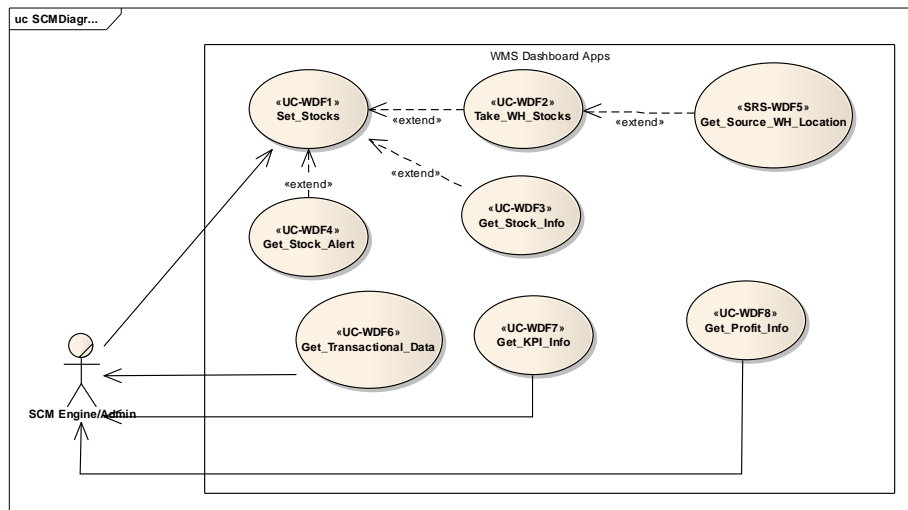 uc SCMDiagr...
WMS Dashboard Apps
«UC-WDF1»
Set_Stocks
«extend»
«UC-WDF2»
Take_WH_Stocks
«extend»
«SRS-WDF5»
Get_Source_WH_Location
«extend»
«extend»
«UC-WDF4»
Get_Stock_Alert
«UC-WDF3»
Get_Stock_Info
«UC-WDF6»
Get_Transactional_Data
«UC-WDF7»
Get_KPI_Info
«UC-WDF8»
Get_Profit_Info
SCM Engine/Admin